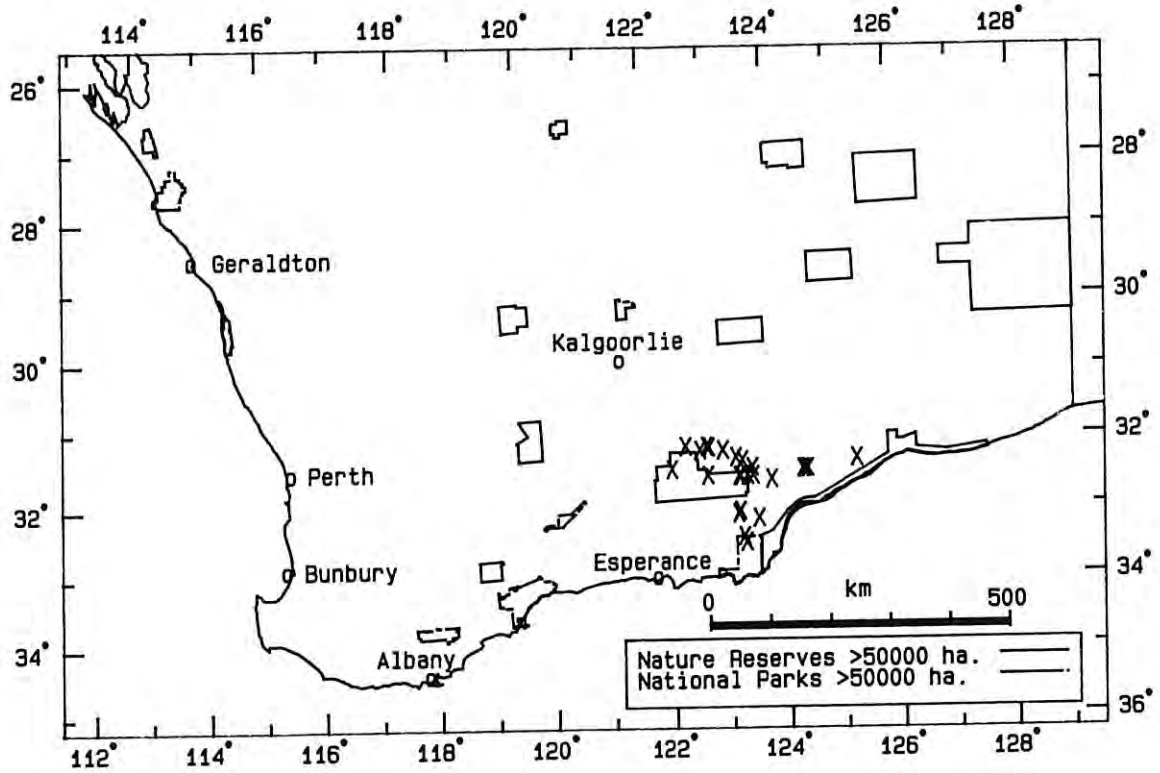 114° 116° 118° 120° 122° 124° 126° 128°
26°
28°
28°
Geraldton
30°
Kalgoorlie
30°
32°
Perth
32°
Esperance
34°
Bunbury
km
0 500
Nature Reserves >50000 ha.
National Parks >50000 ha.
34°
Albany
36°
112° 114° 116° 118° 120° 122° 124° 126° 128°